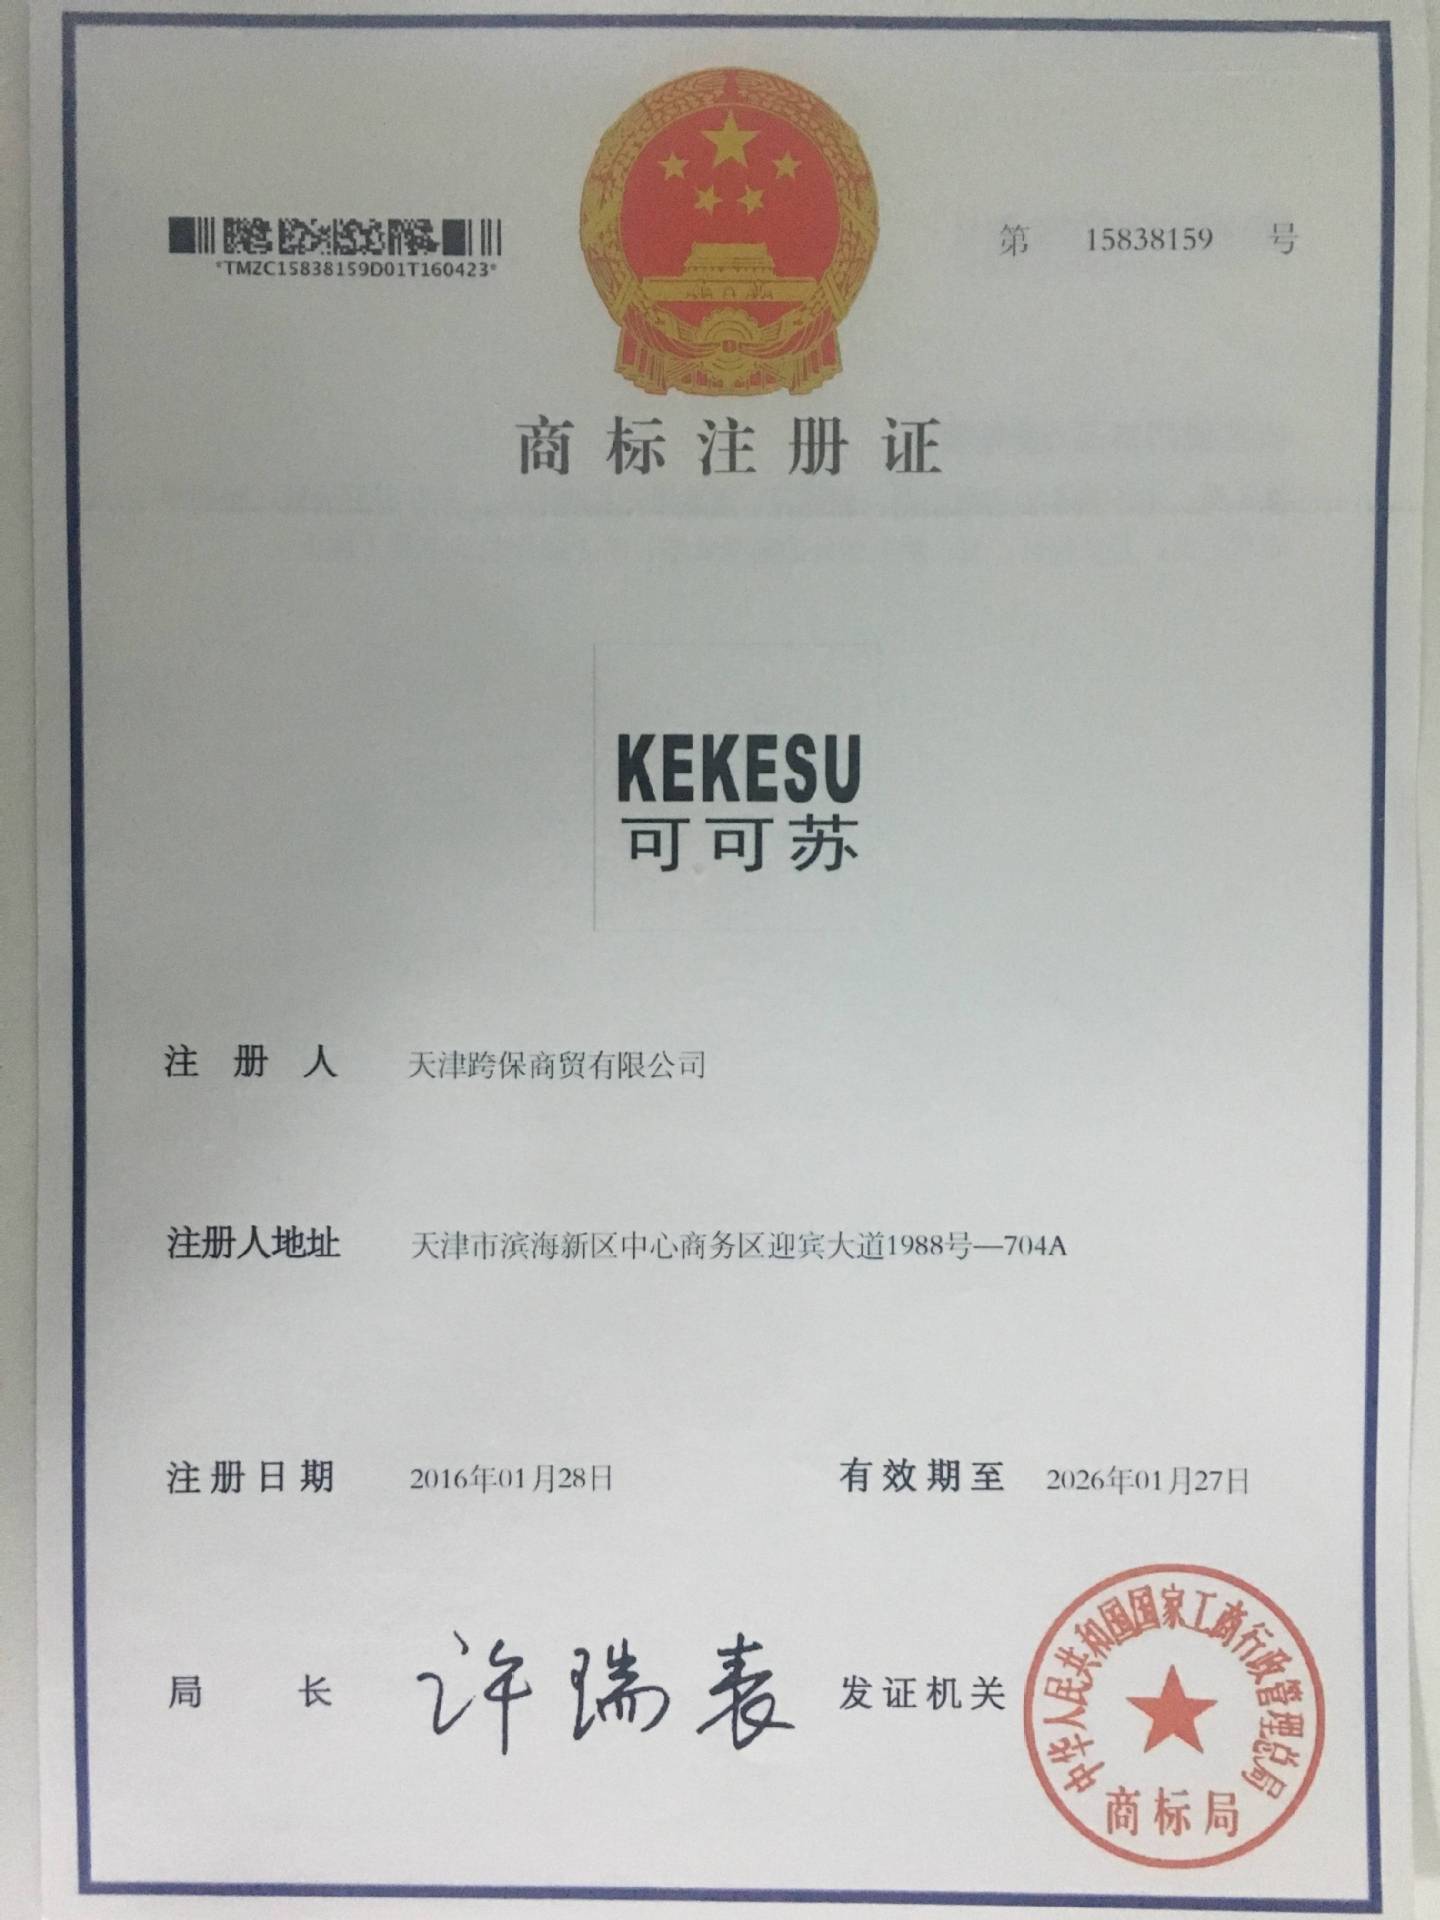 第 15838159 号
*TMZC15838159D01T160423*
商标注册证
KEKESU
可可苏
注册人 天津跨保商贸有限公司
注册人地址 天津市滨海新区中心商务区迎宾大道1988号—704A
注册日期 2016年01月28日 有效期至 2026年01月27日
局长 许瑞表 发证机关
中华人民共和国国家工商行政管理总局
商标局